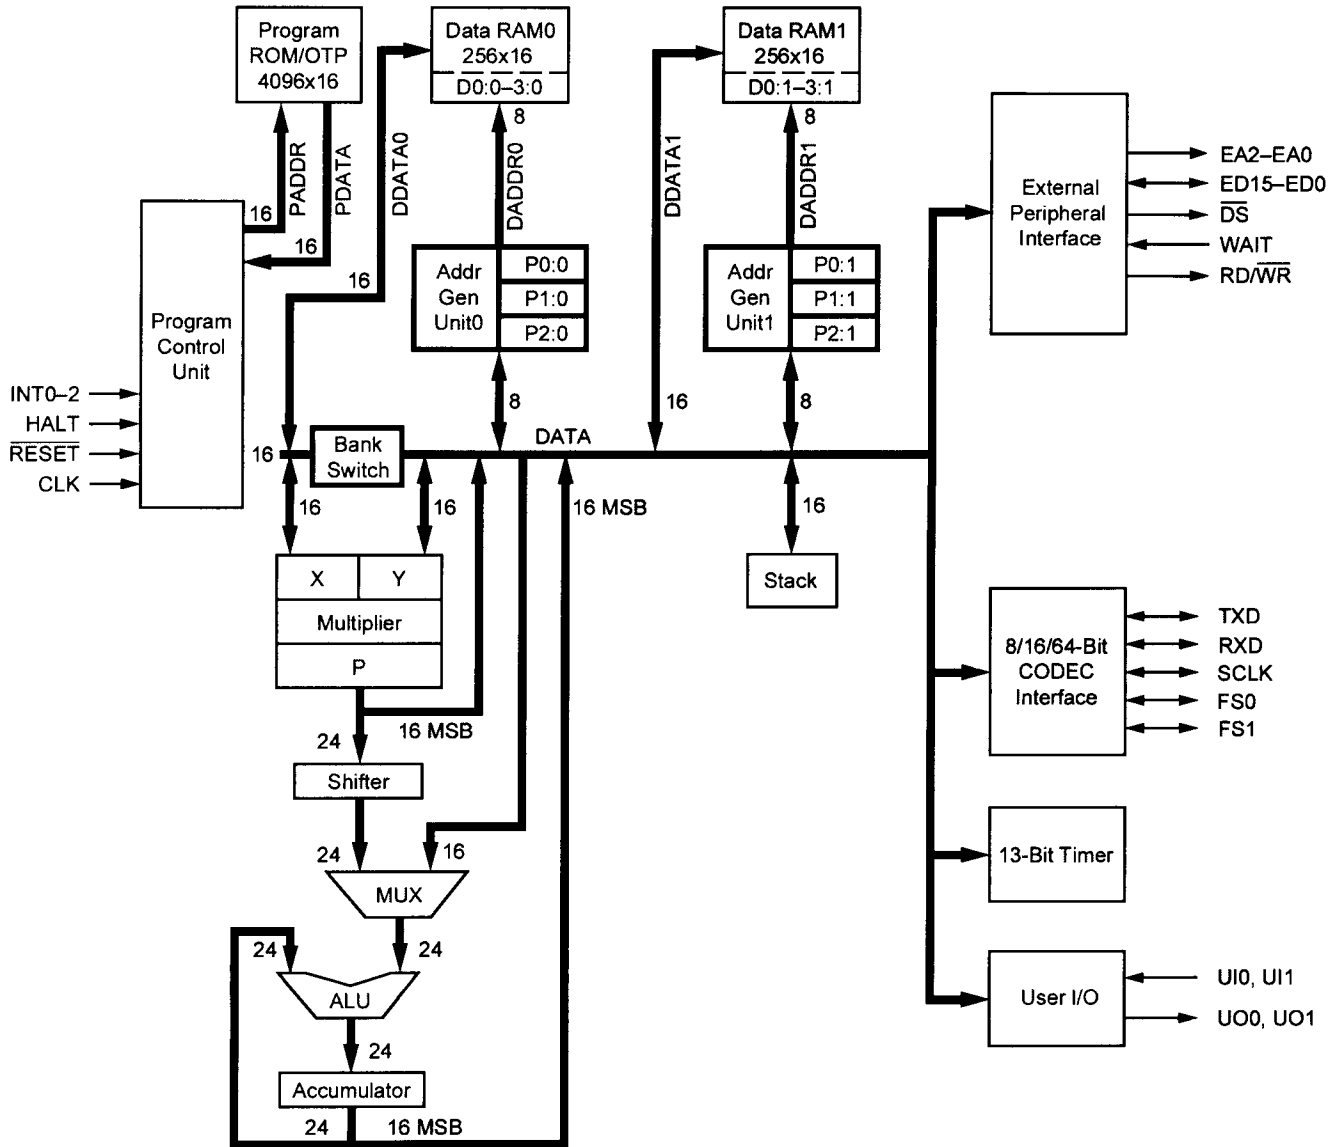 Program
ROM/OTP
4096x16
Data RAM0
256x16
D0:0–3:0
Data RAM1
256x16
D0:1–3:1
8
8
PADDR
PDATA
DDATA0
DADDR0
DDATA1
DADDR1
16
16
16
External
Peripheral
Interface
EA2–EA0
ED15–ED0
DS
WAIT
RD/WR
Addr
Gen
Unit0
P0:0
P1:0
P2:0
Addr
Gen
Unit1
P0:1
P1:1
P2:1
Program
Control
Unit
INT0–2
HALT
RESET
CLK
8
16
8
16
Bank
Switch
DATA
16
16
16 MSB
16
X
Y
Multiplier
P
Stack
24
16 MSB
Shifter
24
16
MUX
24
24
ALU
24
Accumulator
24
16 MSB
8/16/64-Bit
CODEC
Interface
TXD
RXD
SCLK
FS0
FS1
13-Bit Timer
User I/O
UI0, UI1
UO0, UO1